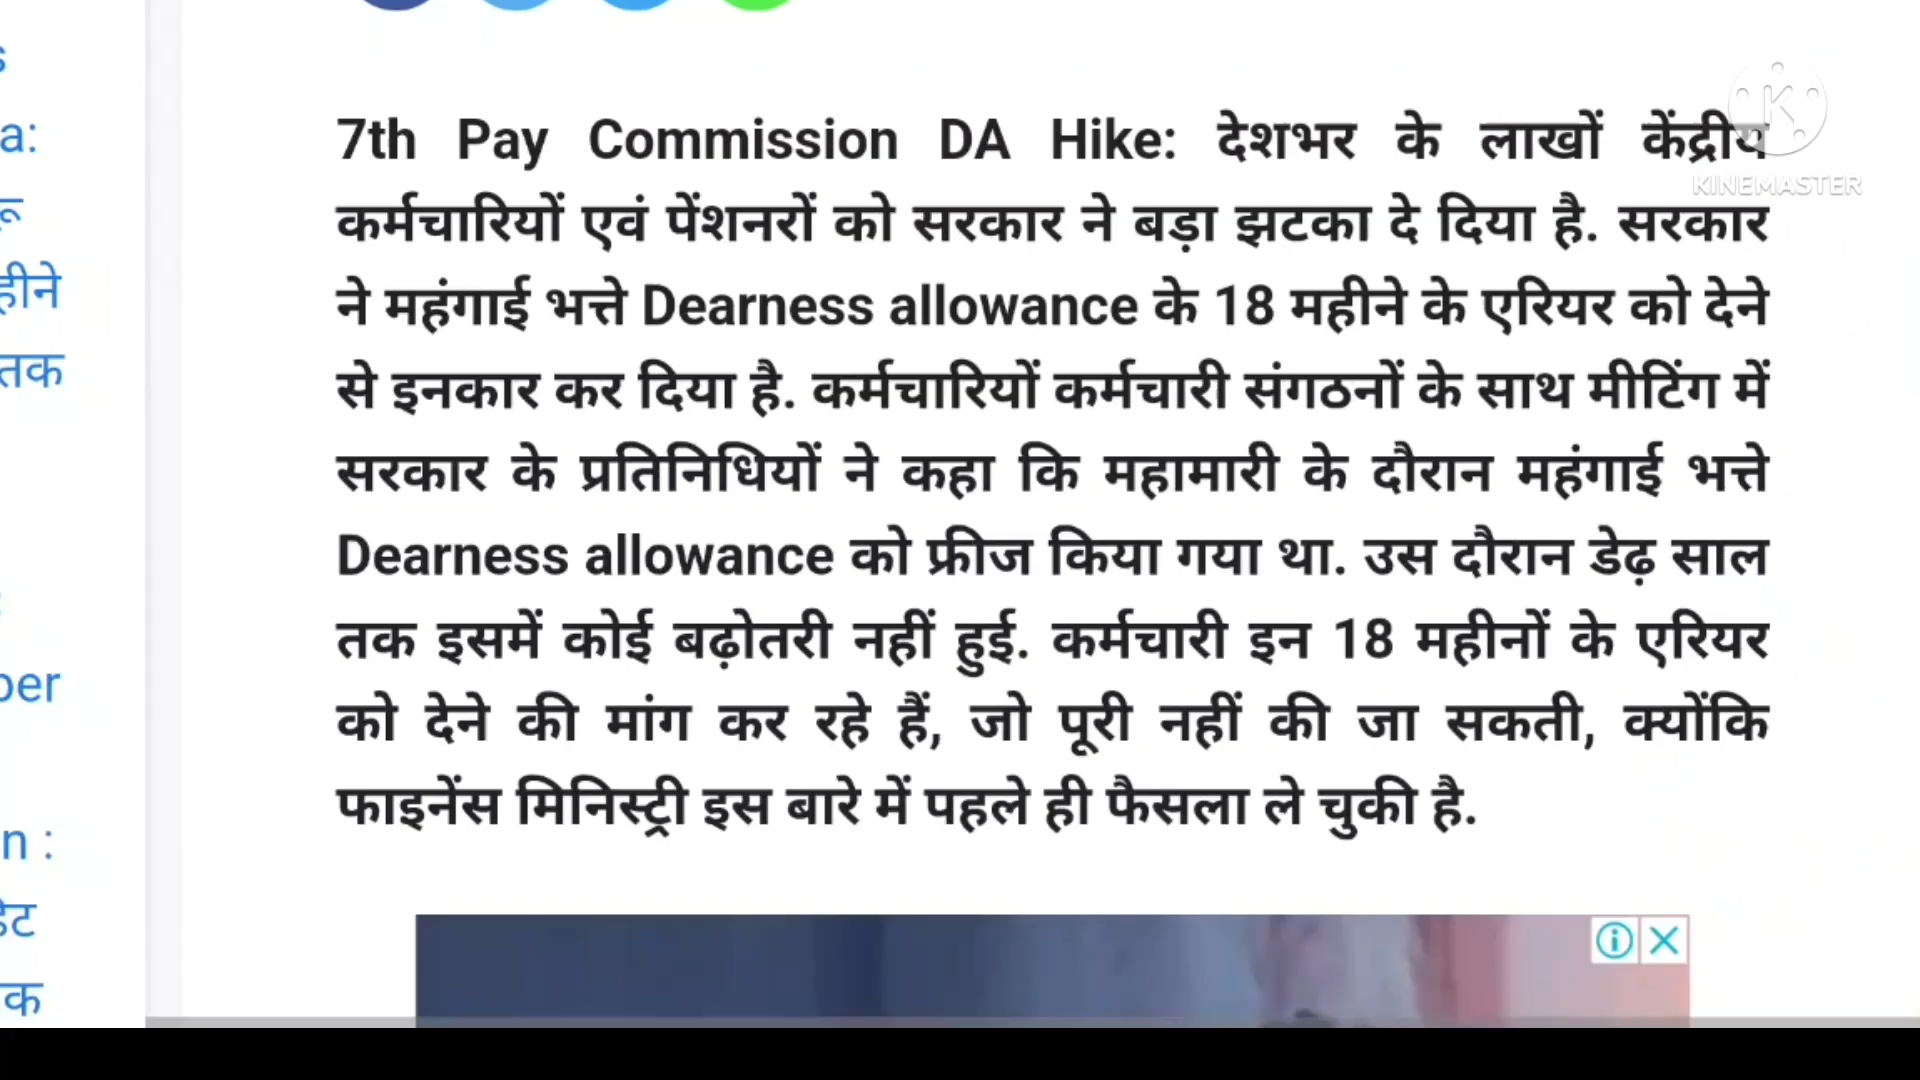 7th Pay Commission DA Hike: देशभर के लाखों केंद्रीय
कर्मचारियों एवं पेंशनरों को सरकार ने बड़ा झटका दे दिया है. सरकार
ने महंगाई भत्ते Dearness allowance के 18 महीने के एरियर को देने
से इनकार कर दिया है. कर्मचारियों कर्मचारी संगठनों के साथ मीटिंग में
सरकार के प्रतिनिधियों ने कहा कि महामारी के दौरान महंगाई भत्ते
Dearness allowance को फ्रीज किया गया था. उस दौरान डेढ़ साल
तक इसमें कोई बढ़ोतरी नहीं हुई. कर्मचारी इन 18 महीनों के एरियर
को देने की मांग कर रहे हैं, जो पूरी नहीं की जा सकती, क्योंकि
फाइनेंस मिनिस्ट्री इस बारे में पहले ही फैसला ले चुकी है.
KINEMASTER
तक